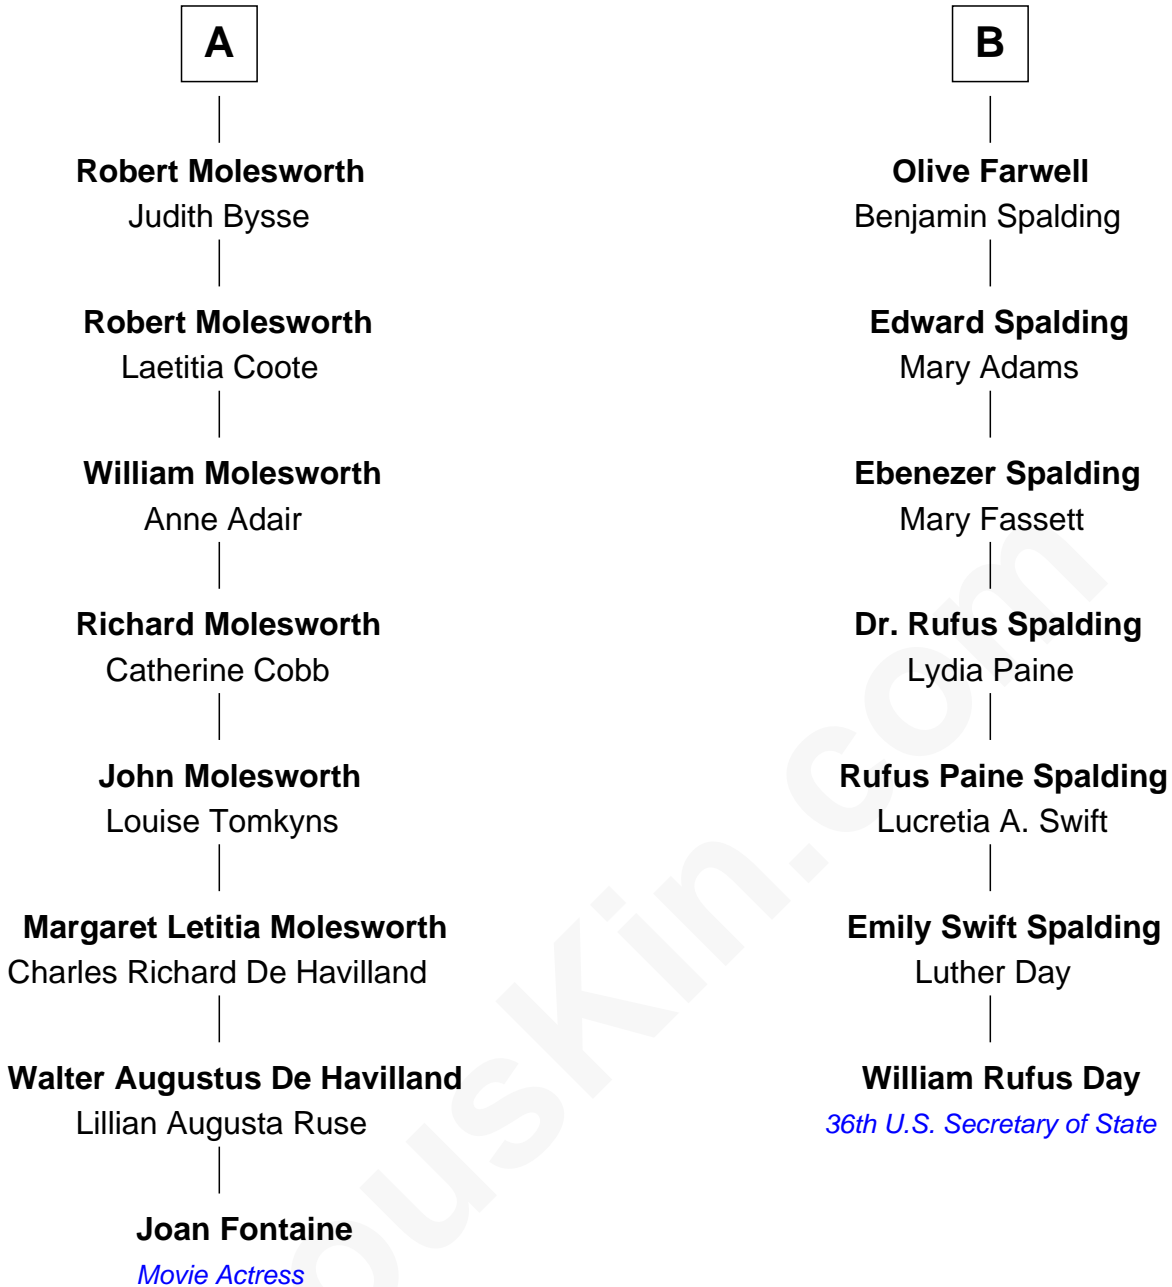 A
Robert Molesworth
Judith Bysse
Robert Molesworth
Laetitia Coote
William Molesworth
Anne Adair
Richard Molesworth
Catherine Cobb
John Molesworth
Louise Tomkyns
Margaret Letitia Molesworth
Charles Richard De Havilland
Walter Augustus De Havilland
Lillian Augusta Ruse
Joan Fontaine
Movie Actress
B
Olive Farwell
Benjamin Spalding
Edward Spalding
Mary Adams
Ebenezer Spalding
Mary Fassett
Dr. Rufus Spalding
Lydia Paine
Rufus Paine Spalding
Lucretia A. Swift
Emily Swift Spalding
Luther Day
William Rufus Day
36th U.S. Secretary of State
ousKin.com